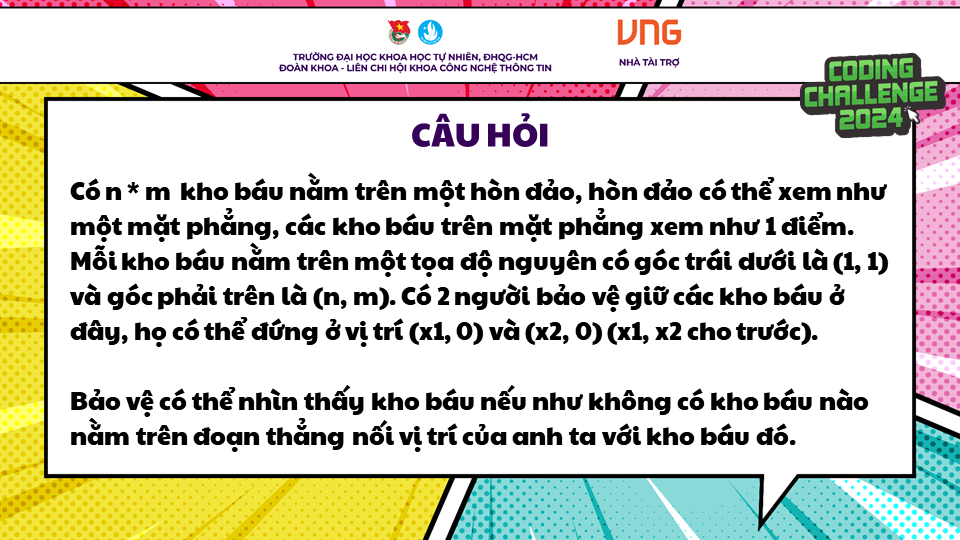 TRƯỜNG ĐẠI HỌC KHOA HỌC TỰ NHIÊN, ĐHQG-HCM
ĐOÀN KHOA - LIÊN CHI HỘI KHOA CÔNG NGHỆ THÔNG TIN
VNG
NHÀ TÀI TRỢ
CODING
CHALLENGE
2024
CÂU HỎI
Có n * m kho báu nằm trên một hòn đảo, hòn đảo có thể xem như
một mặt phẳng, các kho báu trên mặt phẳng xem như 1 điểm.
Mỗi kho báu nằm trên một tọa độ nguyên có góc trái dưới là (1, 1)
và góc phải trên là (n, m). Có 2 người bảo vệ giữ các kho báu ở
đây, họ có thể đứng ở vị trí (x1, 0) và (x2, 0) (x1, x2 cho trước).
Bảo vệ có thể nhìn thấy kho báu nếu như không có kho báu nào
nằm trên đoạn thẳng nối vị trí của anh ta với kho báu đó.